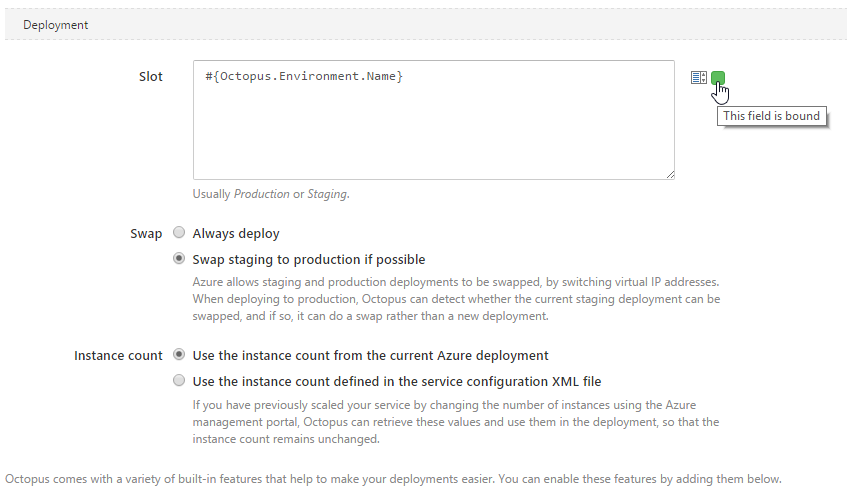 Deployment
Slot
#{Octopus.Environment.Name}
This field is bound
Usually Production or Staging.
Swap
Always deploy
Swap staging to production if possible
Azure allows staging and production deployments to be swapped, by switching virtual IP addresses.
When deploying to production, Octopus can detect whether the current staging deployment can be
swapped, and if so, it can do a swap rather than a new deployment.
Instance count
Use the instance count from the current Azure deployment
Use the instance count defined in the service configuration XML file
If you have previously scaled your service by changing the number of instances using the Azure
management portal, Octopus can retrieve these values and use them in the deployment, so that the
instance count remains unchanged.
Octopus comes with a variety of built-in features that help to make your deployments easier. You can enable these features by adding them below.